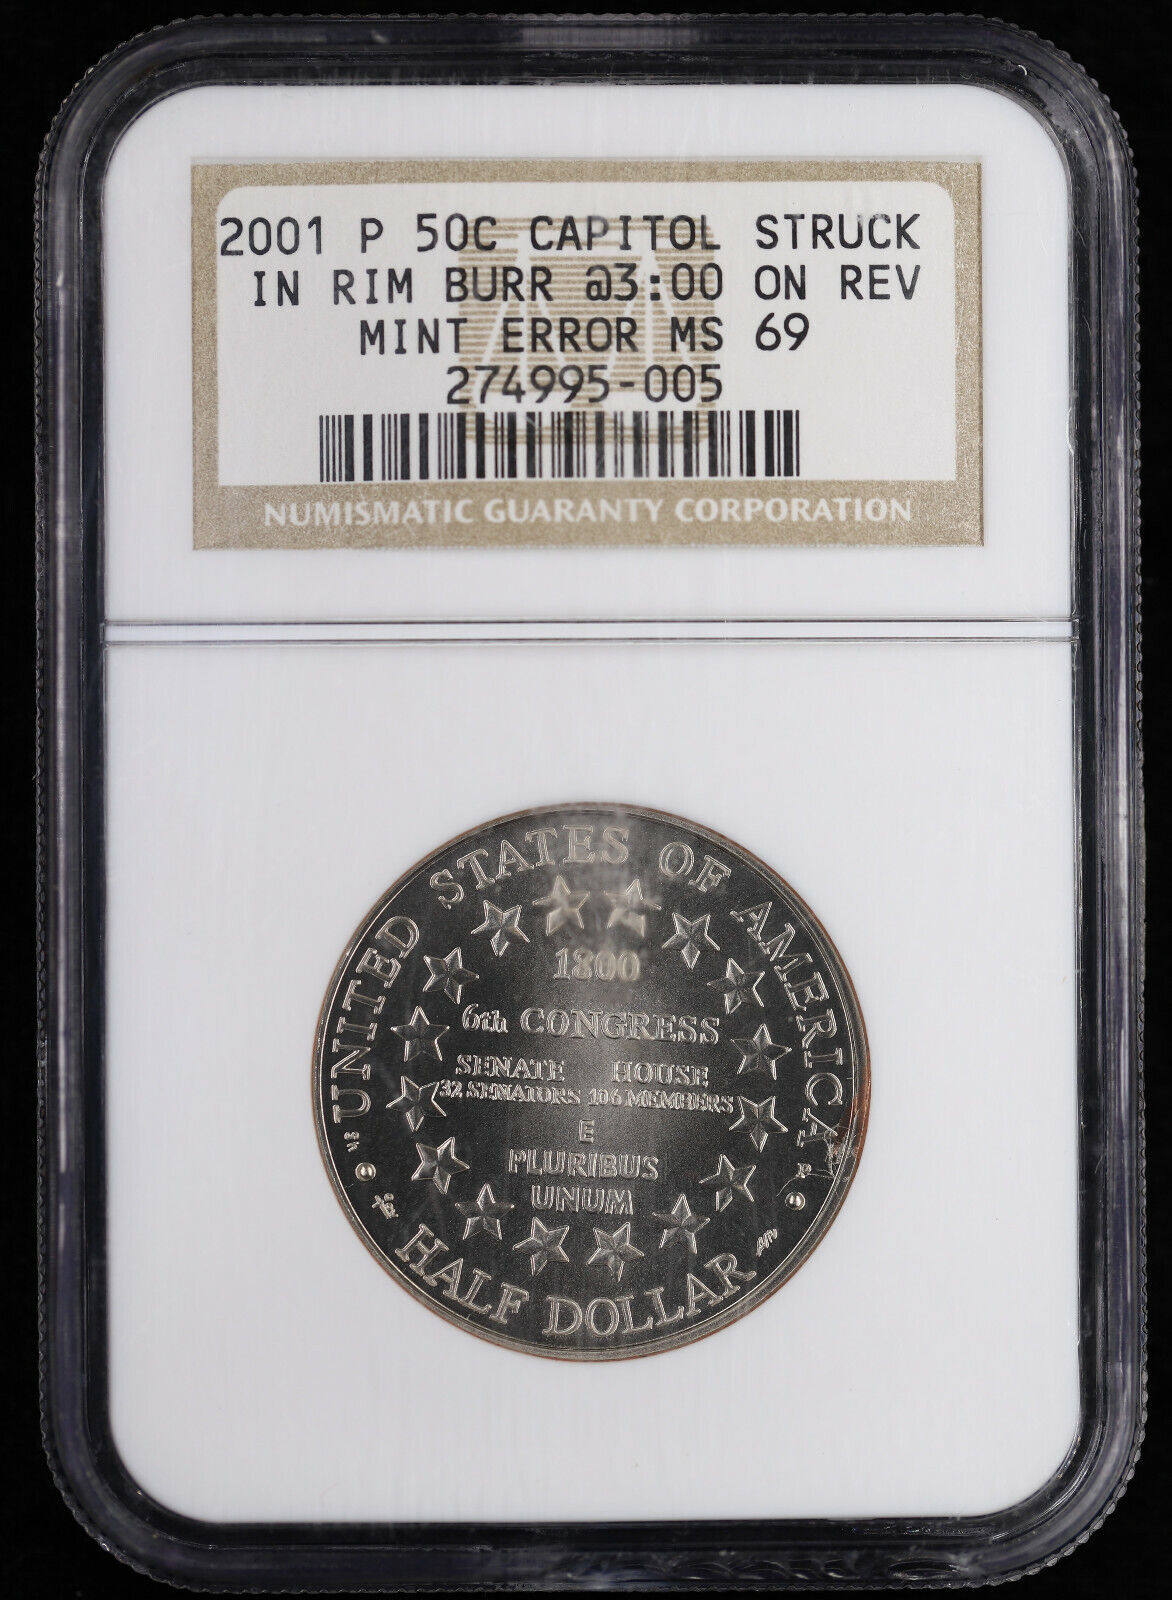 2001 P 50C CAPITOL STRUCK
IN RIM BURR @3:00 ON REV
MINT ERROR MS 69
274995-005
NUMISMATIC GUARANTY CORPORATION
UNITED STATES OF AMERICA
1800
6th CONGRESS
SENATE HOUSE
32 SENATORS 106 MEMBERS
E
PLURIBUS
UNUM
P
HALF DOLLAR